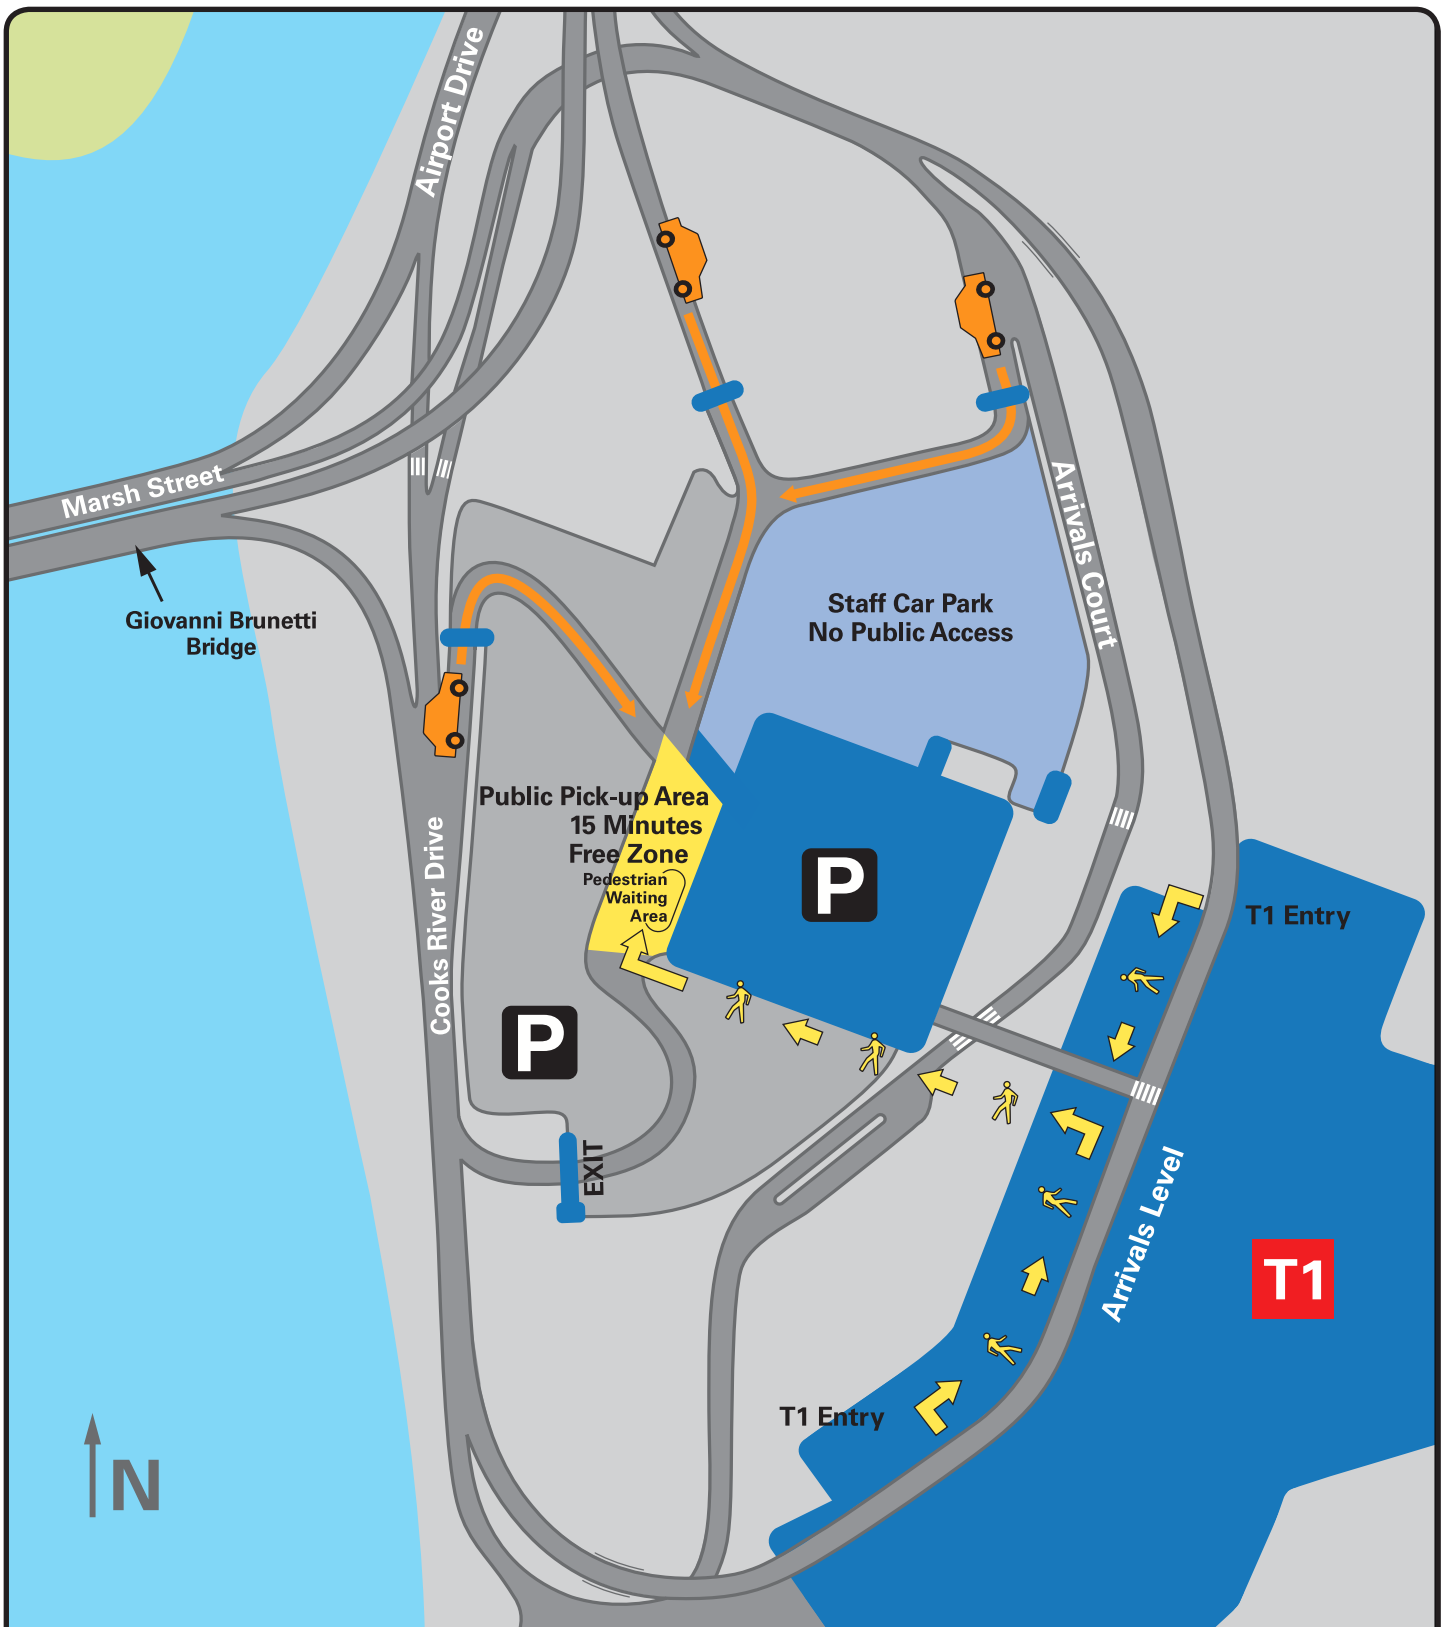 Airport Drive
Marsh Street
Giovanni Brunetti
Bridge
Arrivals Court
Staff Car Park
No Public Access
Public Pick-up Area
15 Minutes
Free Zone
Pedestrian
Waiting
Area
P
Cooks River Drive
P
EXIT
T1 Entry
Arrivals Level
T1
T1 Entry
N